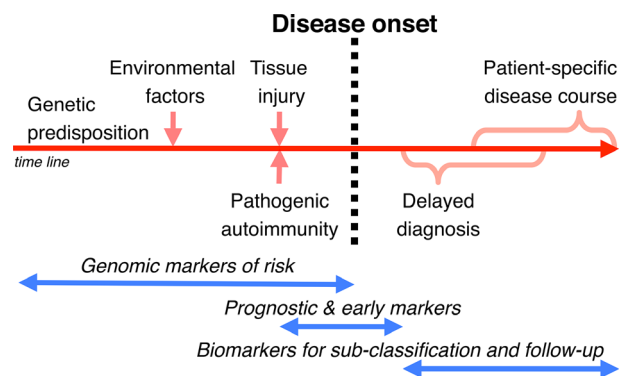 Disease onset
Environmental
factors
Tissue
injury
Patient-specific
disease course
Genetic
predisposition
time line
Pathogenic
autoimmunity
Delayed
diagnosis
Genomic markers of risk
Prognostic & early markers
Biomarkers for sub-classification and follow-up